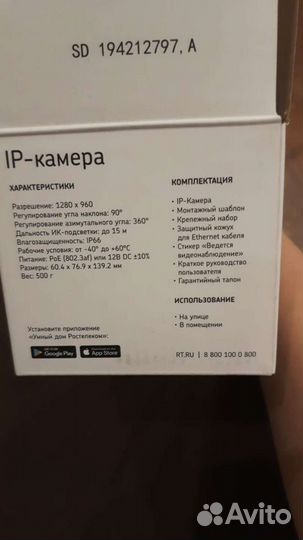 SD 194212797, A
IP-камера
ХАРАКТЕРИСТИКИ
Разрешение: 1280 x 960
Регулирование угла наклона: 90°
Регулирование азимутального угла: 360°
Дальность ИК-подсветки: до 15 м
Влагозащищенность: IP66
Рабочие условия: от -40° до +60°C
Питание: PoE (802.3af) или 12В DC ±10%
Размеры: 60.4 x 76.9 x 139.2 мм
Вес: 500 г
Установите приложение
«Умный дом Ростелеком»:
Google Play
App Store
КОМПЛЕКТАЦИЯ
• IP-Камера
• Монтажный шаблон
• Крепежный набор
• Защитный кожух
для Ethernet кабеля
• Стикер «Ведется
видеонаблюдение»
• Краткое руководство
пользователя
• Гарантийный талон
ИСПОЛЬЗОВАНИЕ
• На улице
• В помещении
RT.RU | 8 800 100 0 800
Avito